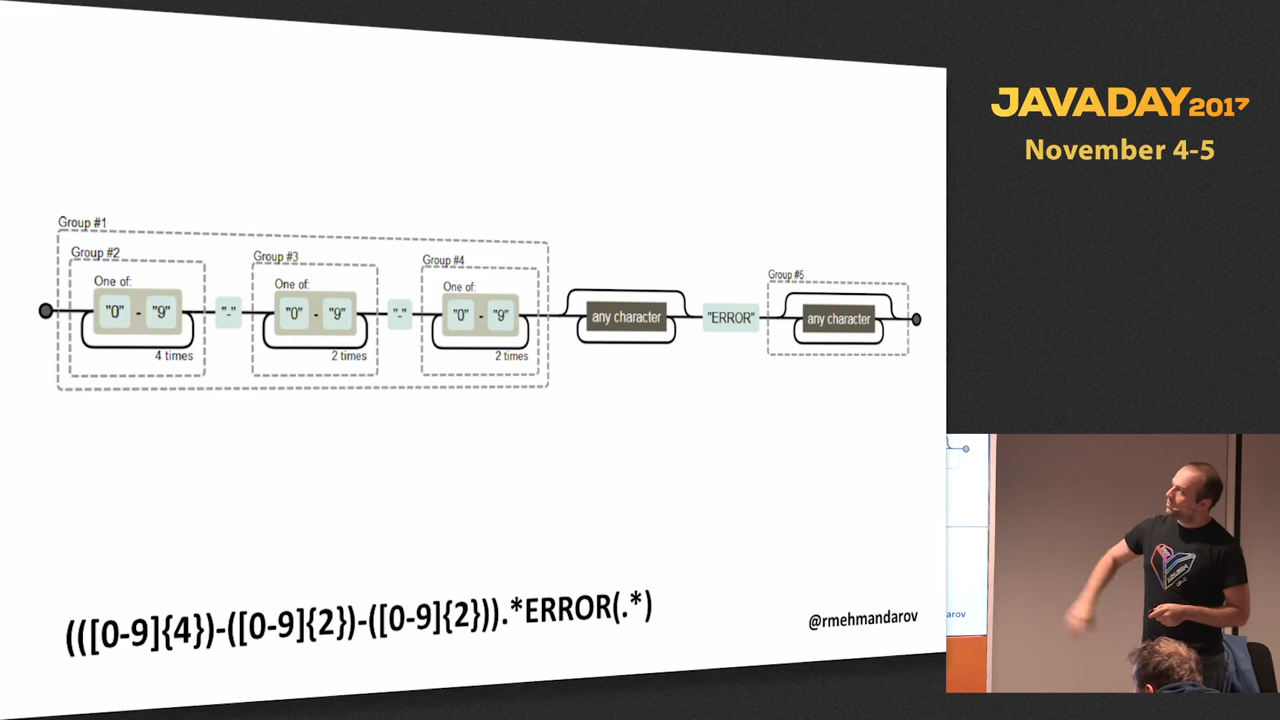 JAVADAY 2017
November 4-5
Group #1
Group #2
Group #3
Group #4
Group #5
One of:
One of:
One of:
"0" - "9"
"-"
"0" - "9"
"-"
"0" - "9"
any character
"ERROR"
any character
4 times
2 times
2 times
(([0-9]{4})-([0-9]{2})-([0-9]{2})).*ERROR(.*)
@rmehmandarov